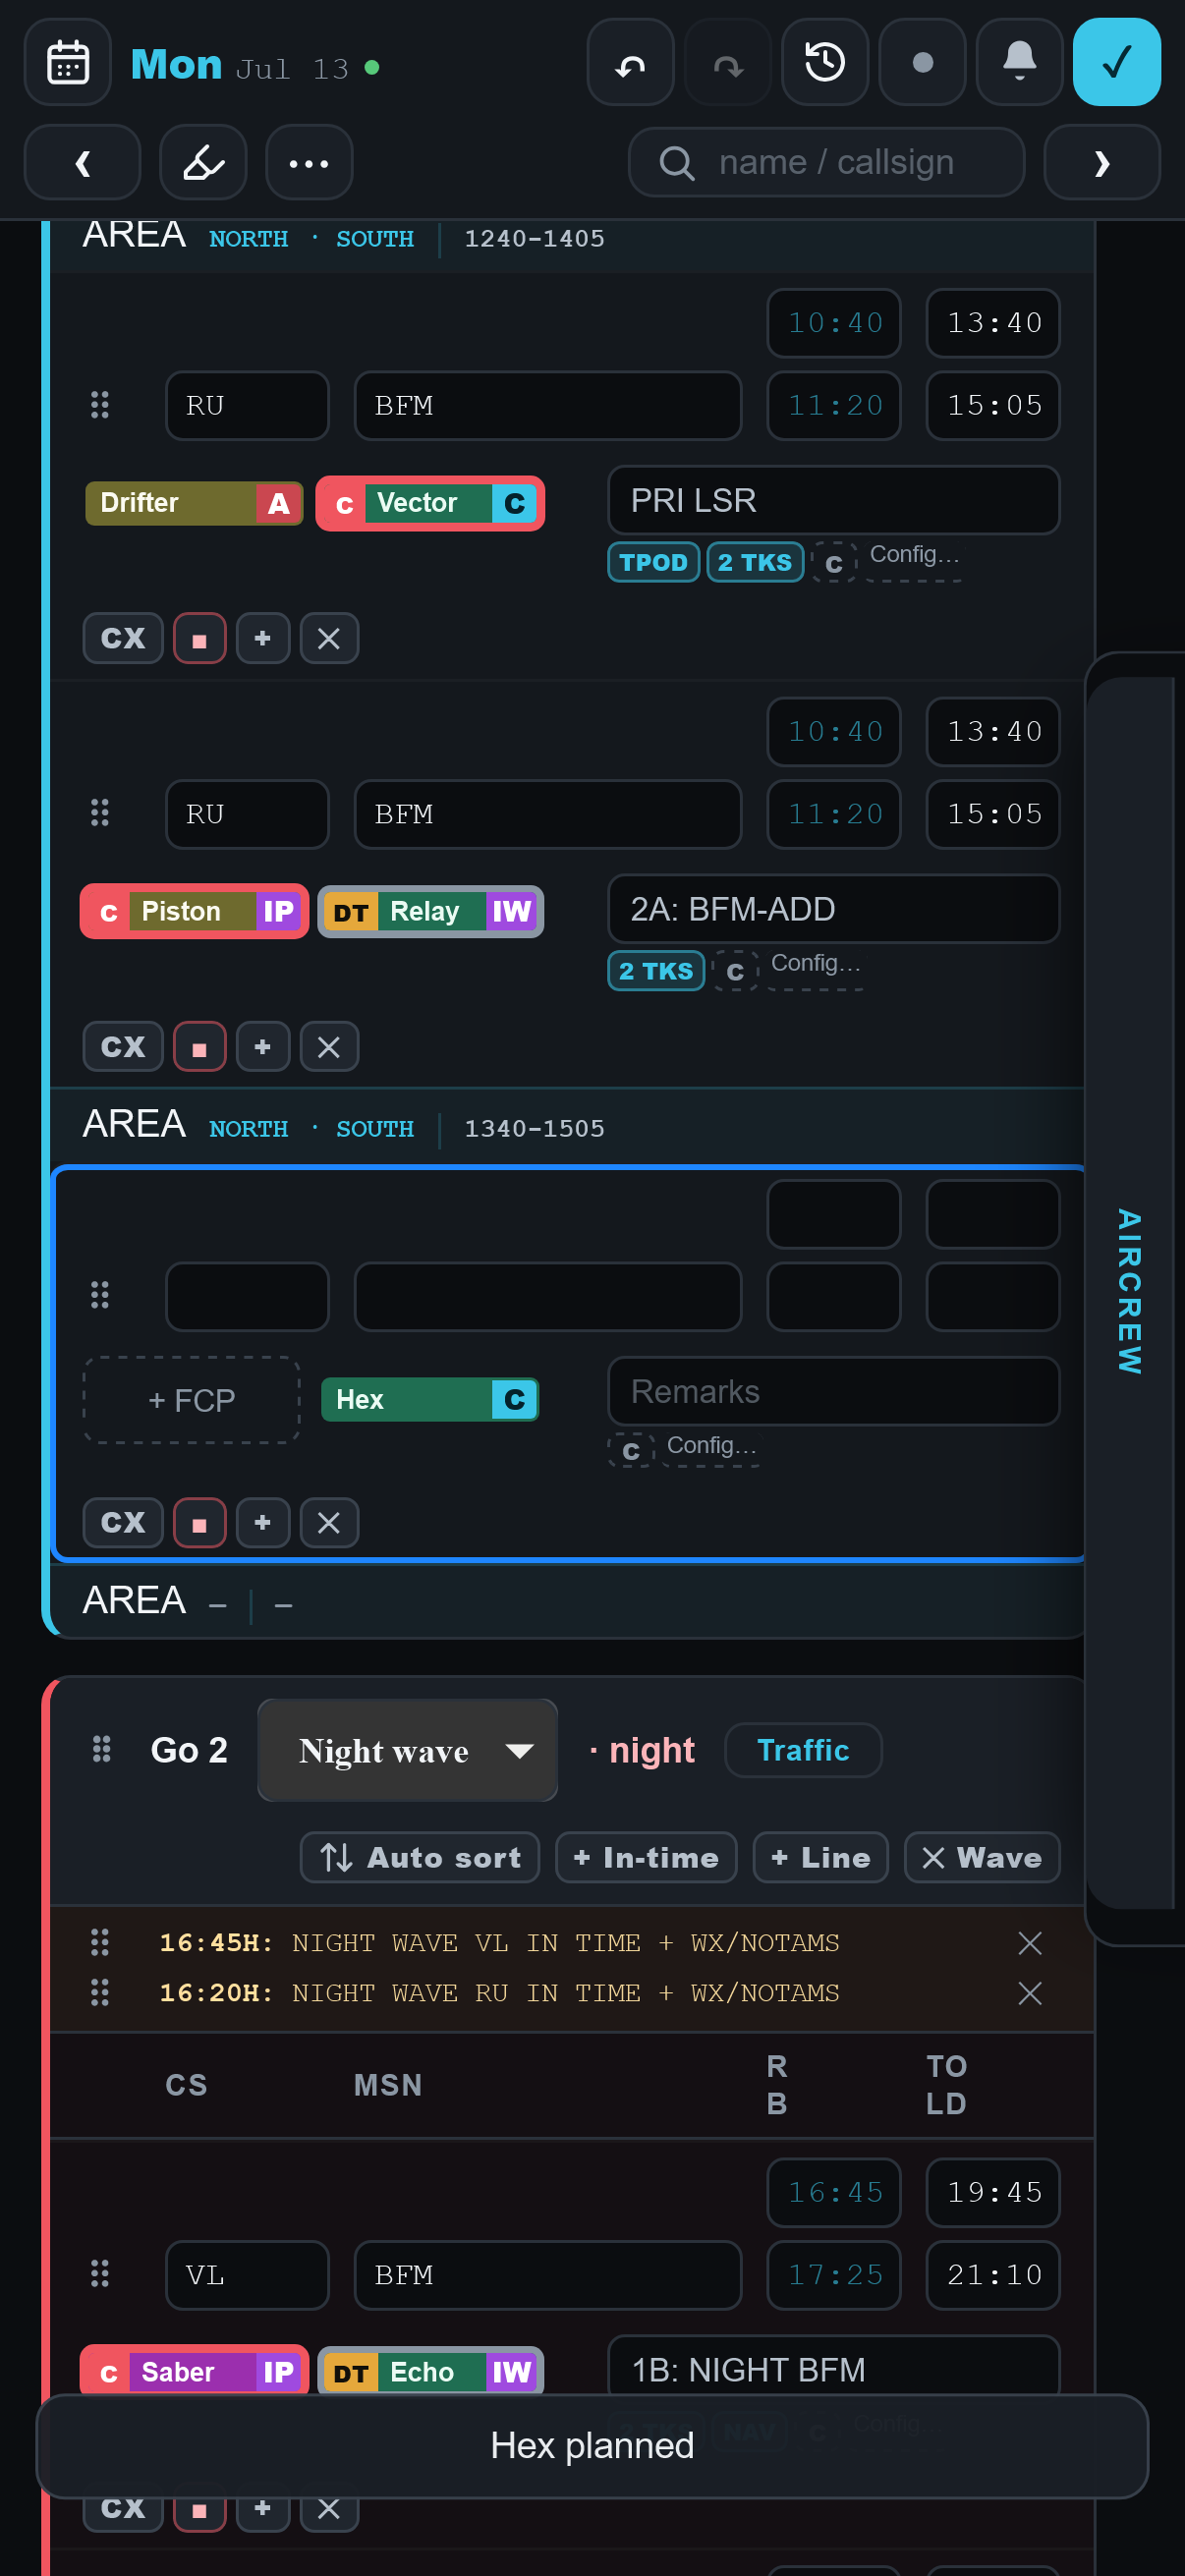 Mon Jul 13
name / callsign
AREA NORTH · SOUTH 1240-1405
10:40 13:40
RU BFM 11:20 15:05
Drifter A C Vector C PRI LSR
TPOD 2 TKS C Config...
CX + ×
10:40 13:40
RU BFM 11:20 15:05
C Piston IP DT Relay IW 2A: BFM-ADD
2 TKS C Config...
CX + ×
AREA NORTH · SOUTH 1340-1505
+ FCP Hex C Remarks
C Config...
CX + ×
AREA – –
AIRCREW
Go 2 Night wave · night Traffic
Auto sort + In-time + Line × Wave
16:45H: NIGHT WAVE VL IN TIME + WX/NOTAMS ×
16:20H: NIGHT WAVE RU IN TIME + WX/NOTAMS ×
CS MSN R TO
B LD
16:45 19:45
VL BFM 17:25 21:10
C Saber IP DT Echo IW 1B: NIGHT BFM
2 TKS NAV C Config...
Hex planned
CX + ×